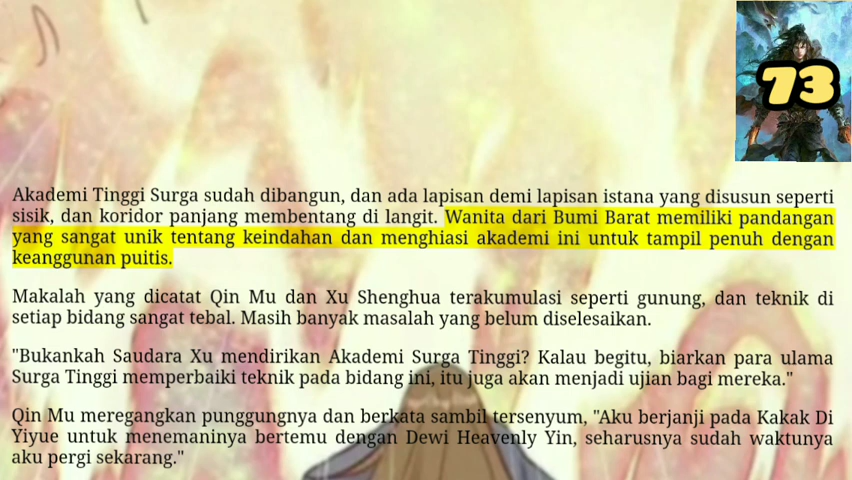 73
Akademi Tinggi Surga sudah dibangun, dan ada lapisan demi lapisan istana yang disusun seperti
sisik, dan koridor panjang membentang di langit. Wanita dari Bumi Barat memiliki pandangan
yang sangat unik tentang keindahan dan menghiasi akademi ini untuk tampil penuh dengan
keanggunan puitis.
Makalah yang dicatat Qin Mu dan Xu Shenghua terakumulasi seperti gunung, dan teknik di
setiap bidang sangat tebal. Masih banyak masalah yang belum diselesaikan.
"Bukankah Saudara Xu mendirikan Akademi Surga Tinggi? Kalau begitu, biarkan para ulama
Surga Tinggi memperbaiki teknik pada bidang ini, itu juga akan menjadi ujian bagi mereka."
Qin Mu meregangkan punggungnya dan berkata sambil tersenyum, "Aku berjanji pada Kakak Di
Yiyue untuk menemaninya bertemu dengan Dewi Heavenly Yin, seharusnya sudah waktunya
aku pergi sekarang."